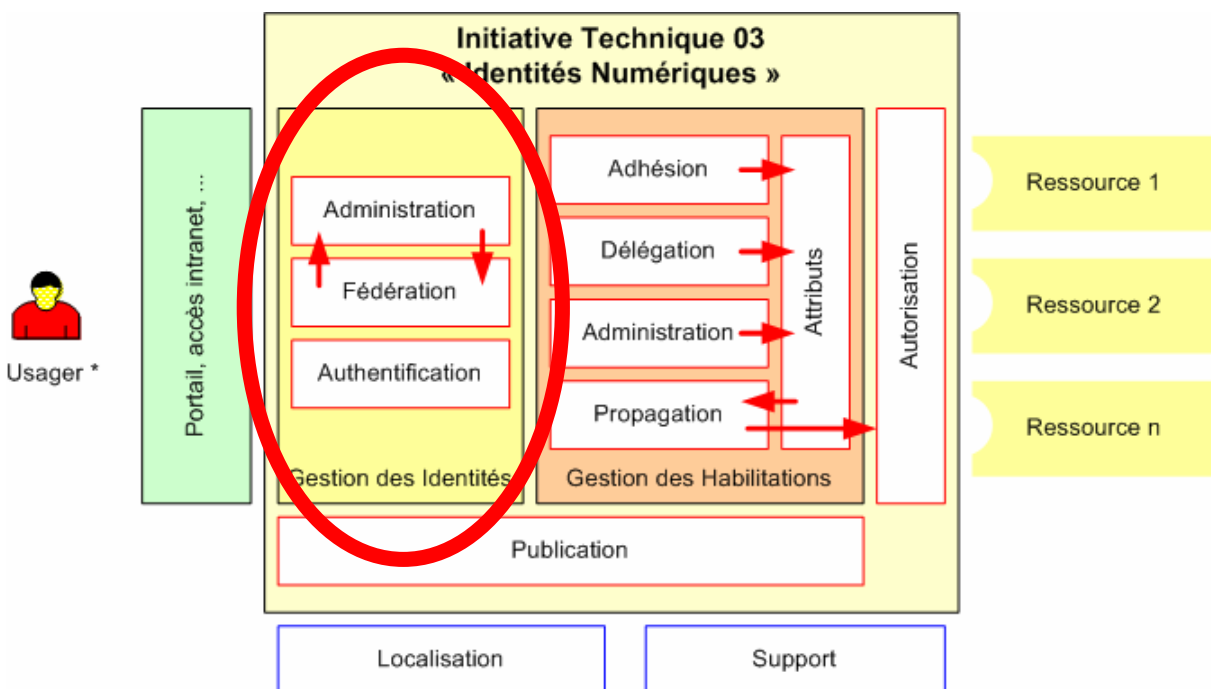 Initiative Technique 03
« Identités Numériques »
Usager *
Portail, accès intranet, ...
Administration
Fédération
Authentification
Gestion des Identités
Adhésion
Délégation
Administration
Propagation
Attributs
Gestion des Habilitations
Autorisation
Ressource 1
Ressource 2
Ressource n
Publication
Localisation
Support